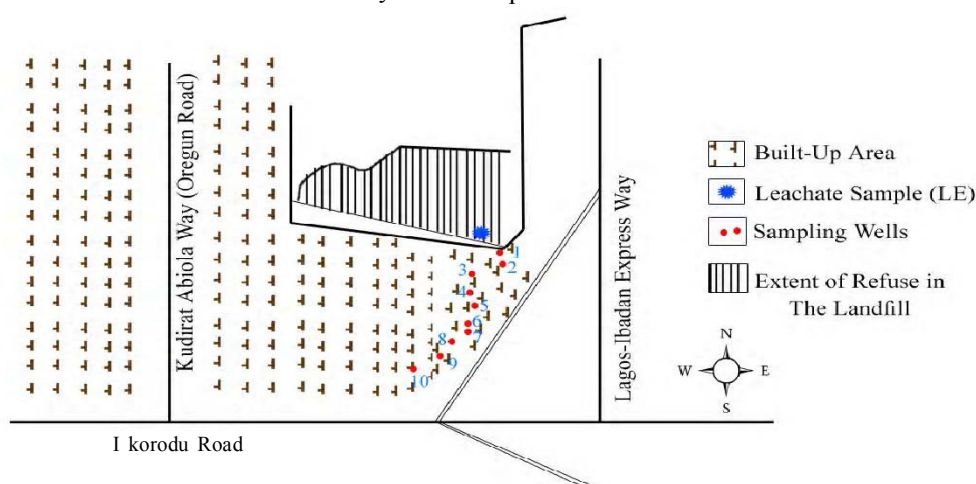 Kudirat Abiola Way (Oregun Road)
1
2
3
4
5
6
7
8
9
10
Lagos-Ibadan Express Way
I korodu Road
Built-Up Area
Leachate Sample (LE)
Sampling Wells
Extent of Refuse in
The Landfill
N
W
E
S